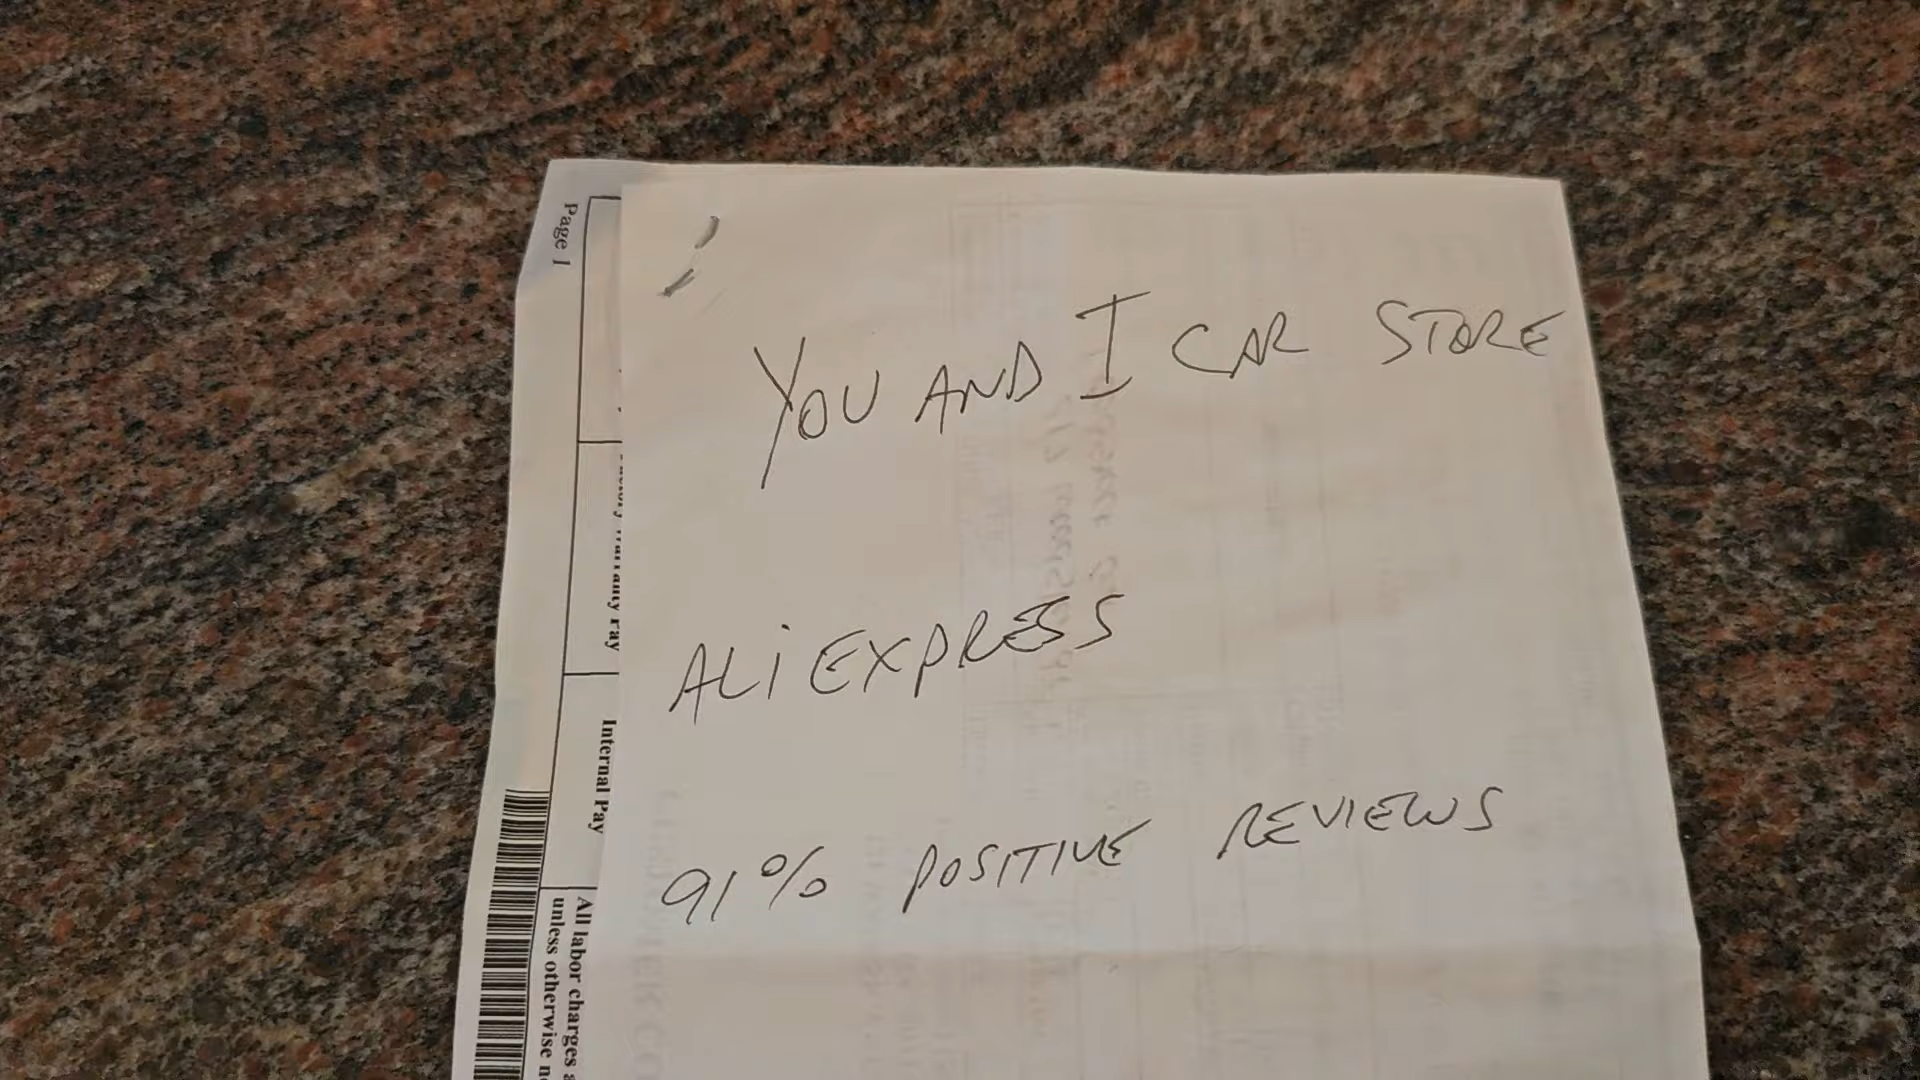 YOU AND I CAR STORE
ALiEXPRESS
91% POSITIVE REVIEWS
Page 1
Internal Pay
All labor charges
unless otherwise